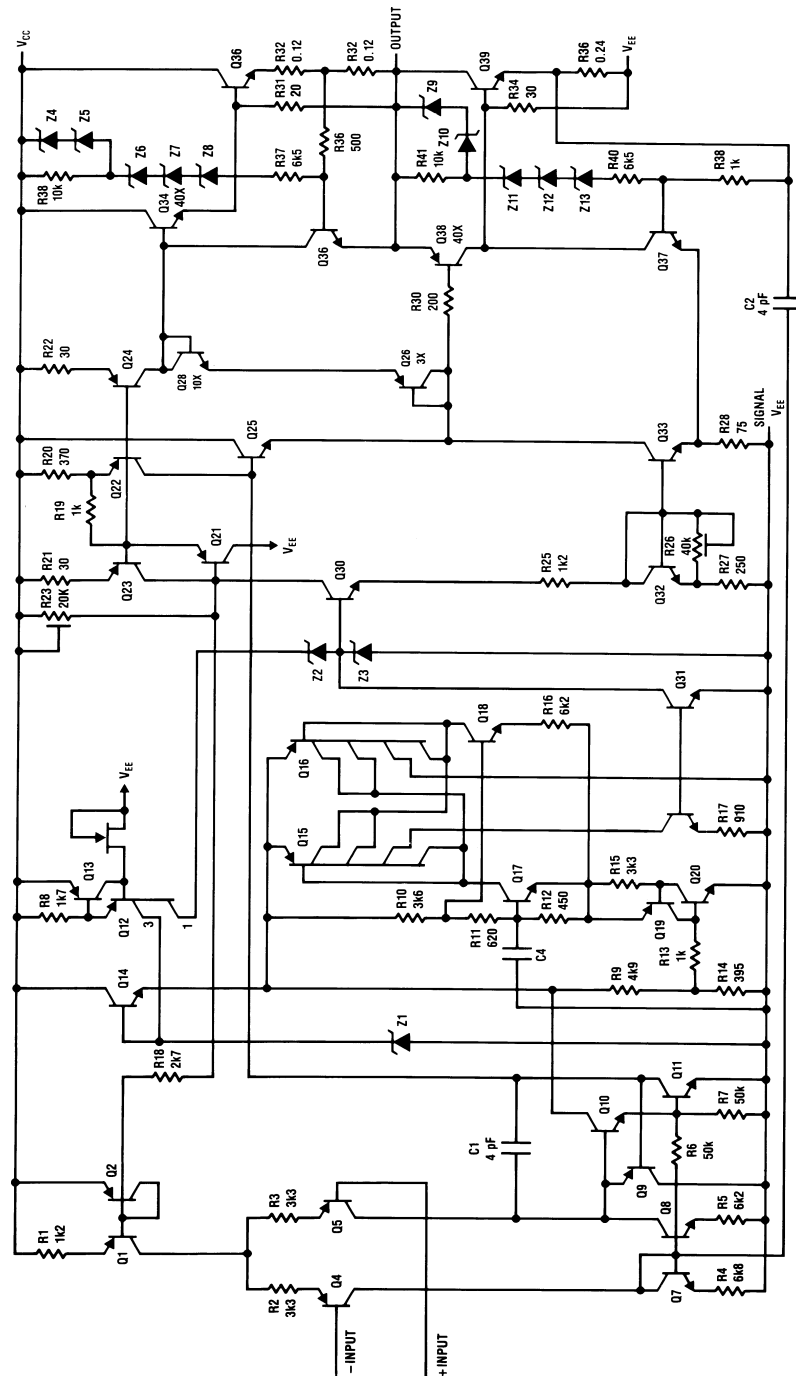 VCC
R1
1k2
Q1
Q2
R18
2k7
Q14
R8
1k7
Q13
Q12
3
1
VEE
R23
20K
R21
30
Q23
R19
1k
R20
370
Q22
Q21
VEE
R22
30
Q24
Q28
10X
Q25
Q26
3X
R38
10k
Z4
Z5
Z6
Z7
Z8
Q34
40X
R37
6k5
Q36
R32
0.12
R31
20
R36
500
R32
0.12
OUTPUT
Q36
Q38
40X
R30
200
R41
10k
Z9
Z10
Z11
Z12
Z13
R40
6k5
Q39
R34
30
R36
0.24
VEE
Q37
R38
1k
C2
4 pF
R2
3k3
R3
3k3
Q4
Q5
– INPUT
+ INPUT
C1
4 pF
Z1
Q15
Q16
R10
3k6
R11
620
Q17
Q18
R16
6k2
C4
R12
450
R15
3k3
R9
4k9
Q19
Q20
R13
1k
R14
395
R17
910
Q31
Z2
Z3
Q30
R25
1k2
Q32
R26
40k
R27
250
Q33
R28
75
SIGNAL
VEE
Q7
R4
6k8
Q8
R5
6k2
Q9
Q10
R6
50k
Q11
R7
50k